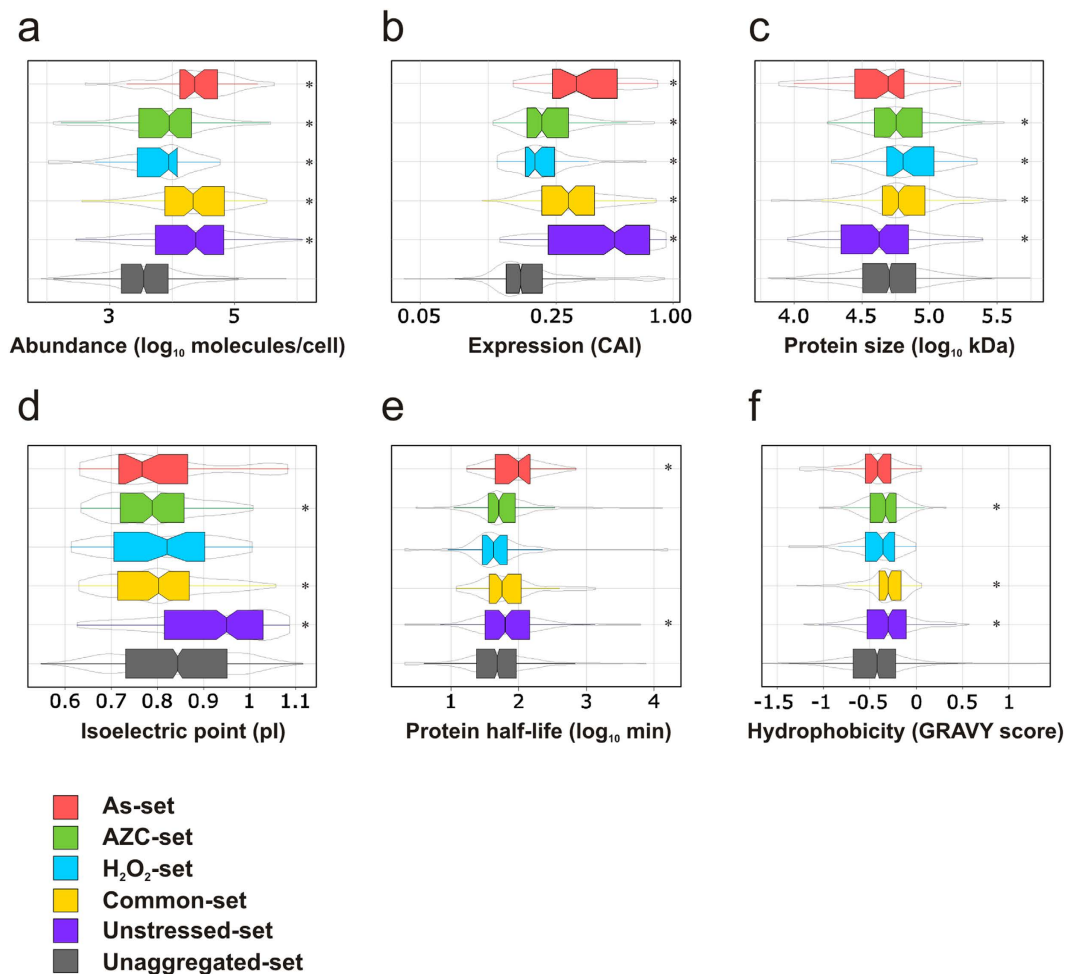 a
b
c
*
*
*
*
*
*
*
*
*
*
*
*
*
*
3
5
0.05
0.25
1.00
4.0
4.5
5.0
5.5
Abundance (log₁₀ molecules/cell)
Expression (CAI)
Protein size (log₁₀ kDa)
d
e
f
*
*
*
*
*
*
*
*
0.6
0.7
0.8
0.9
1
1.1
1
2
3
4
-1.5
-1
-0.5
0
0.5
1
Isoelectric point (pI)
Protein half-life (log₁₀ min)
Hydrophobicity (GRAVY score)
As-set
AZC-set
H₂O₂-set
Common-set
Unstressed-set
Unaggregated-set